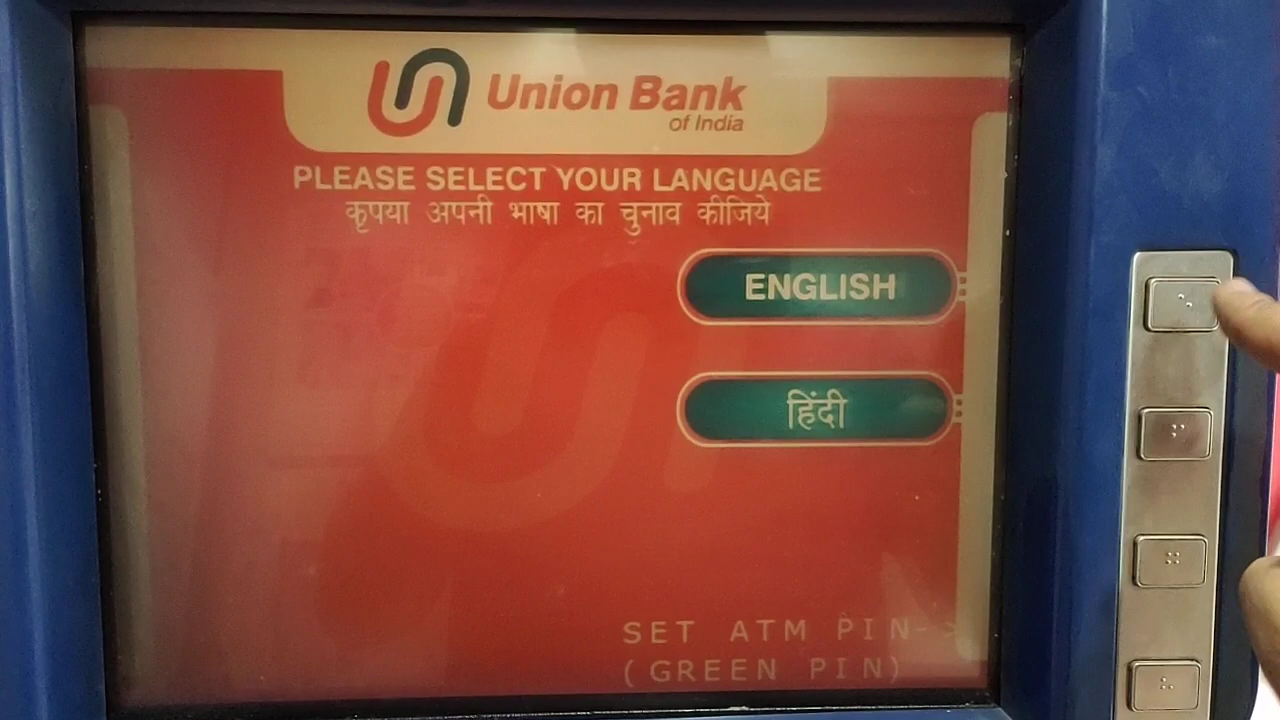 Union Bank
of India
PLEASE SELECT YOUR LANGUAGE
कृपया अपनी भाषा का चुनाव कीजिये
ENGLISH
हिंदी
SET ATM PIN->
(GREEN PIN)